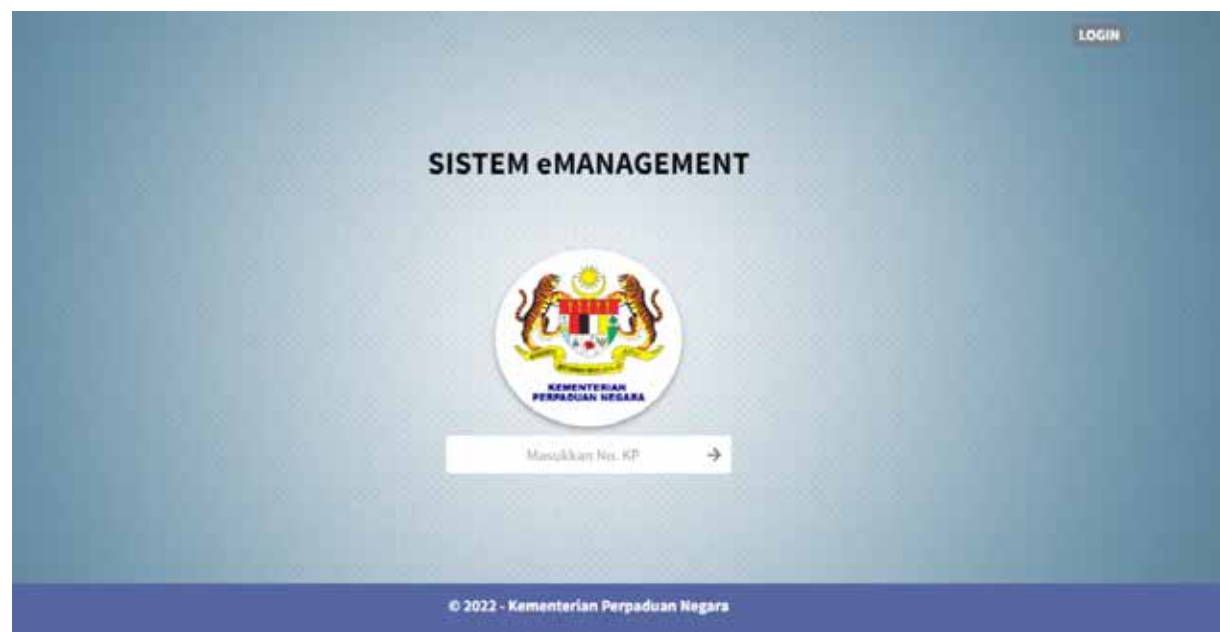 LOGIN
SISTEM eMANAGEMENT
KEMENTERIAN
PERPADUAN NEGARA
Masukkan No. KP
© 2022 - Kementerian Perpaduan Negara